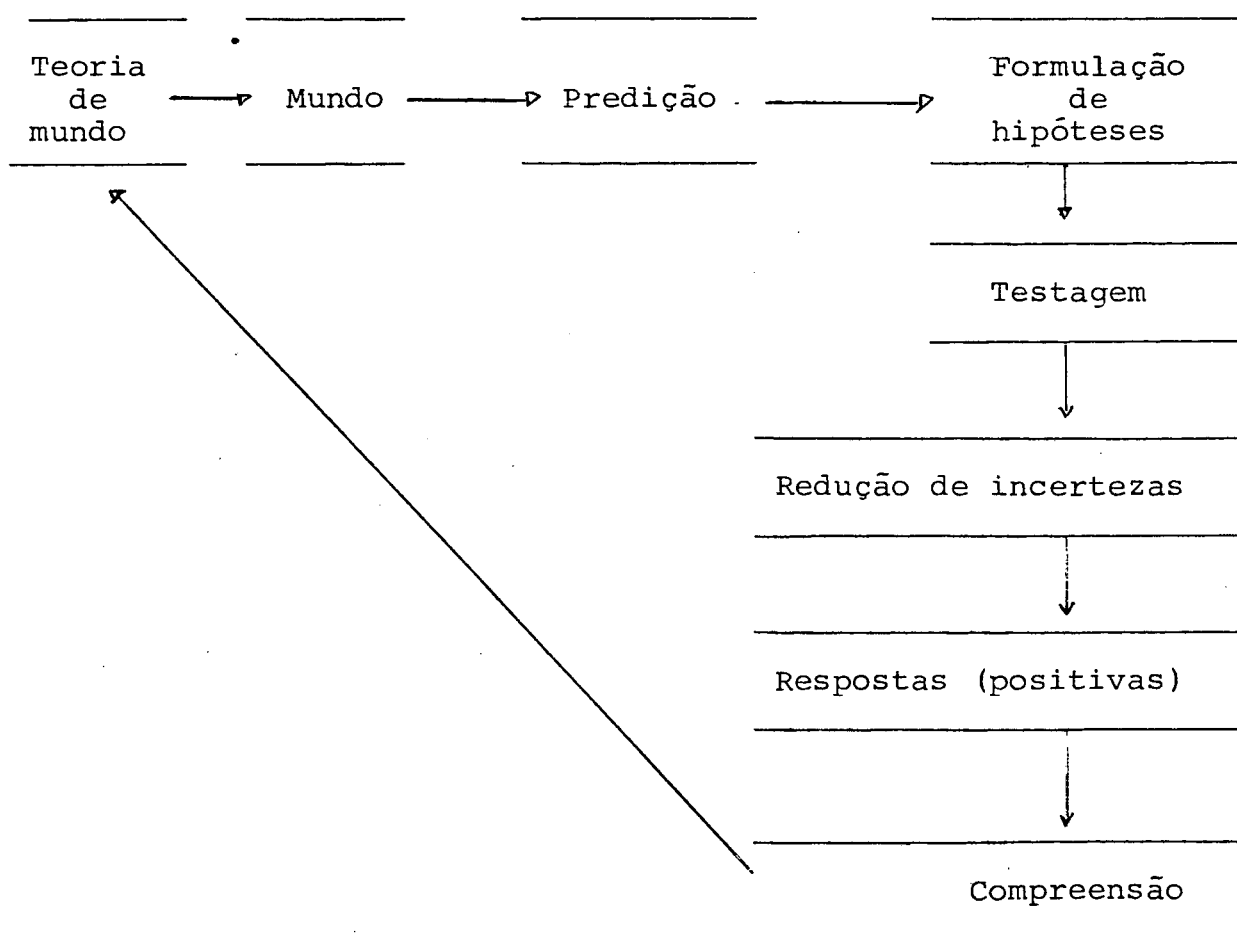 Teoria
de
mundo
Mundo
Predição
Formulação
de
hipóteses
Testagem
Redução de incertezas
Respostas (positivas)
Compreensão